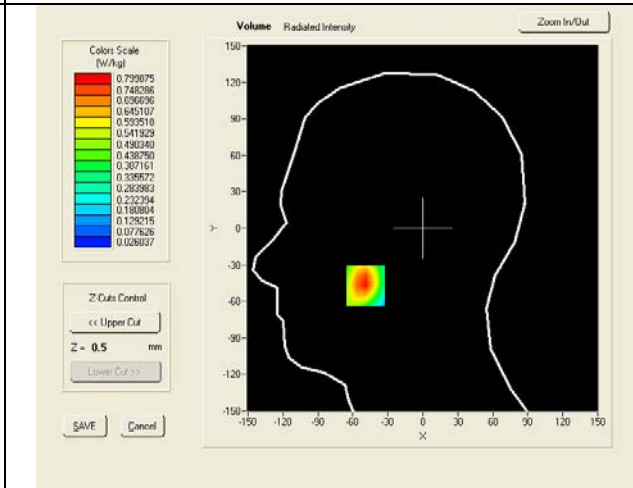 Volume Radiated Intensity
Zoom In/Out
Colors Scale
(W/kg)
0.799875
0.748286
0.696696
0.645107
0.593518
0.541929
0.490340
0.438750
0.387161
0.335572
0.283983
0.232394
0.180804
0.129215
0.077626
0.026037
Z-Cuts Control
<< Upper Cut
Z = 0.5 mm
Lower Cut >>
SAVE Cancel
150
120
90
60
30
Y 0
-30
-60
-90
-120
-150
-150 -120 -90 -60 -30 0 30 60 90 120 150
X